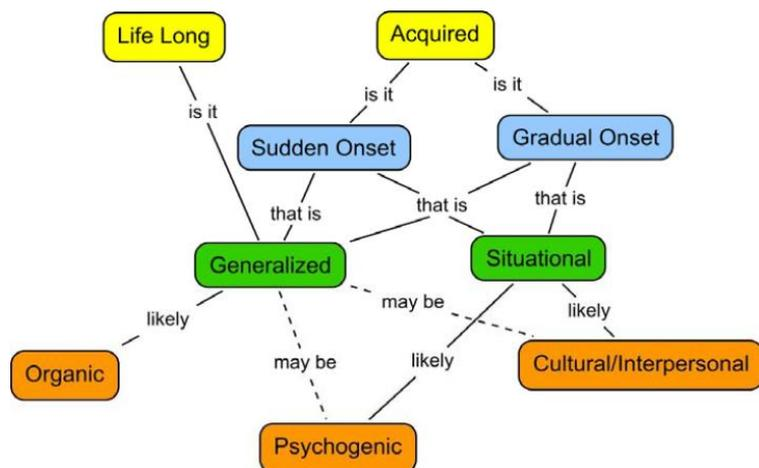 Life Long
Acquired
is it
is it
is it
Sudden Onset
Gradual Onset
that is
that is
that is
Generalized
Situational
likely
may be
likely
may be
likely
Organic
Cultural/Interpersonal
Psychogenic